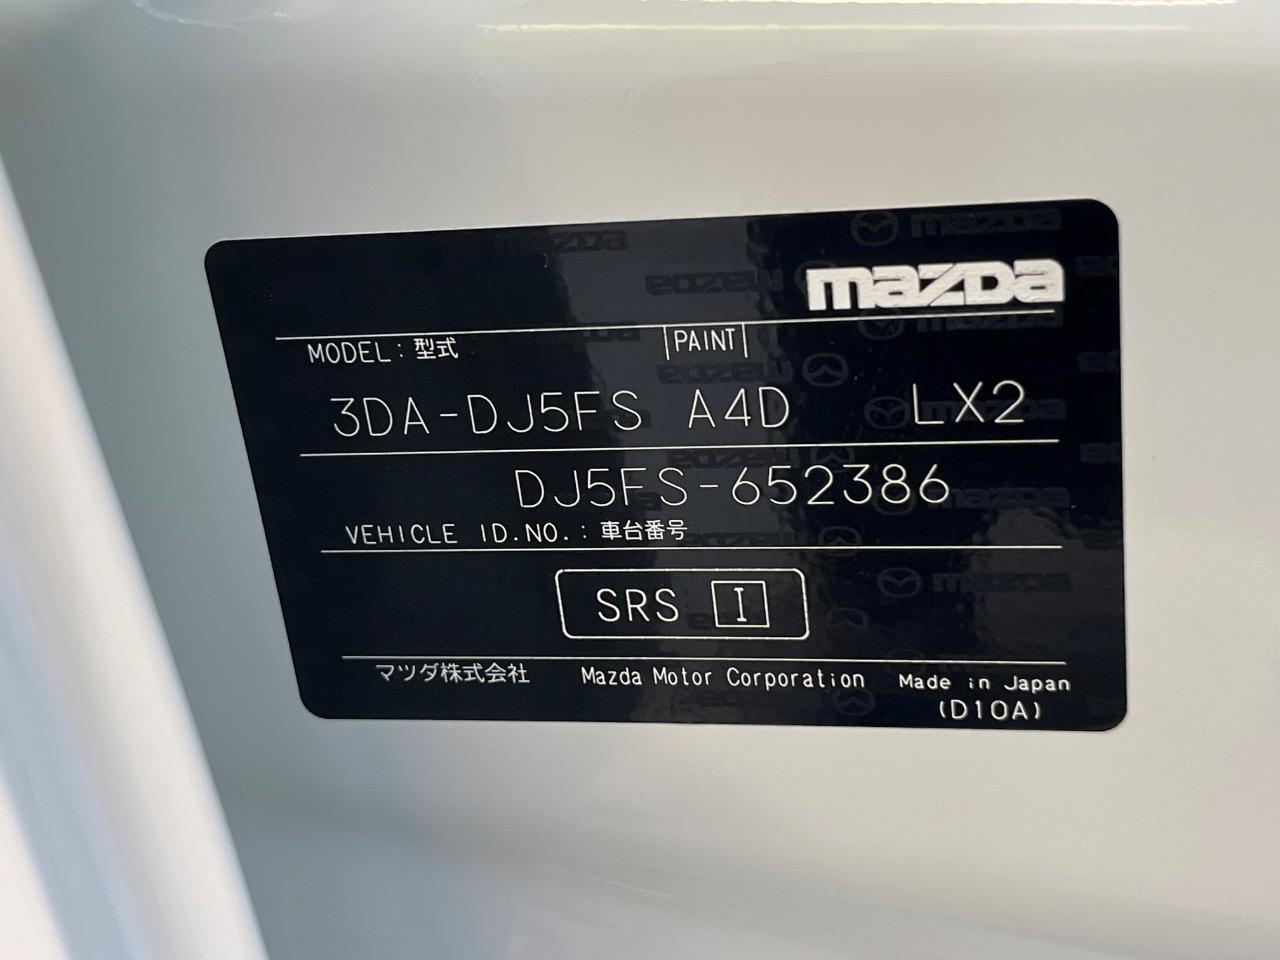 mazda
MODEL：型式 PAINT
3DA-DJ5FS A4D LX2
DJ5FS-652386
VEHICLE ID.NO.：車台番号
SRS I
マツダ株式会社 Mazda Motor Corporation Made in Japan
(D10A)